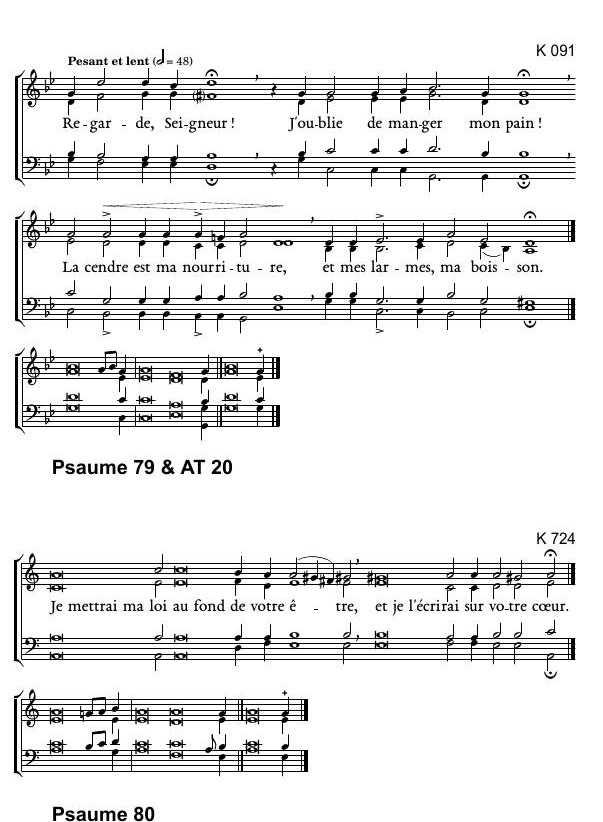 K 091
Pesant et lent (𝅗𝅥 = 48)
Re-gar - de, Sei-gneur ! J'ou-blie de man-ger mon pain !
La cendre est ma nourri-tu-re, et mes lar-mes, ma bois-son.
Psaume 79 & AT 20
K 724
Je mettrai ma loi au fond de votre ê - tre, et je l'écrirai sur vo-tre cœur.
Psaume 80